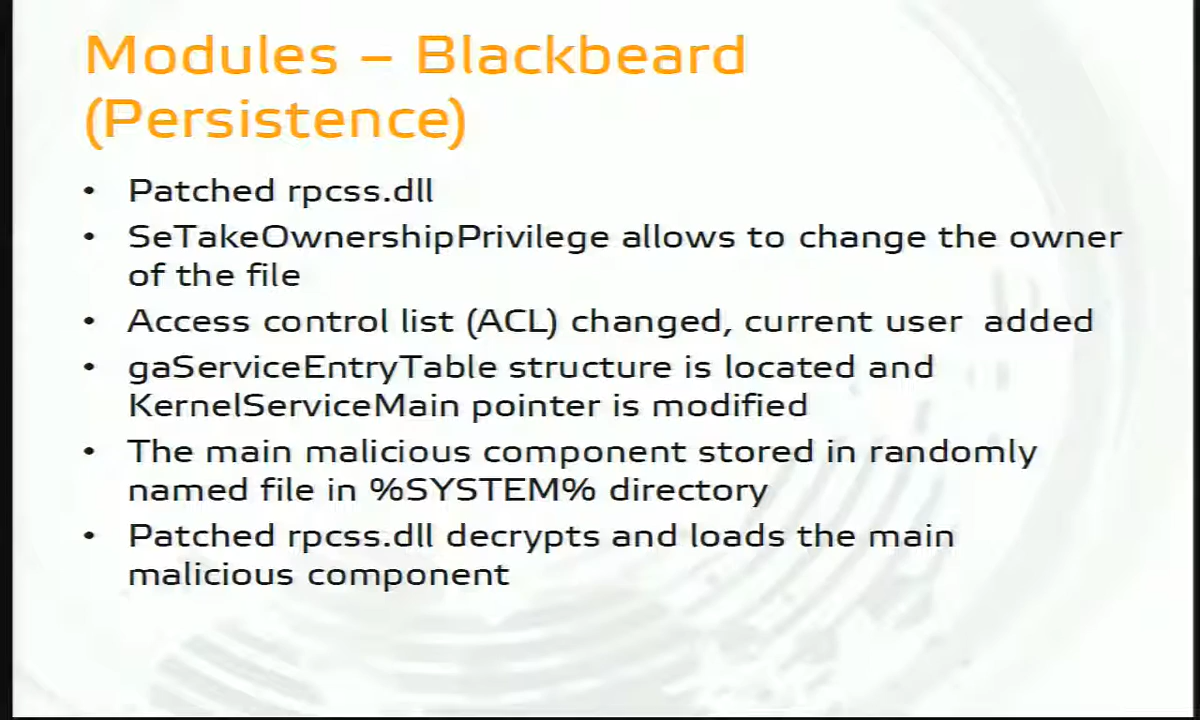 Modules – Blackbeard
(Persistence)
• Patched rpcss.dll
• SeTakeOwnershipPrivilege allows to change the owner
of the file
• Access control list (ACL) changed, current user  added
• gaServiceEntryTable structure is located and
KernelServiceMain pointer is modified
• The main malicious component stored in randomly
named file in %SYSTEM% directory
• Patched rpcss.dll decrypts and loads the main
malicious component